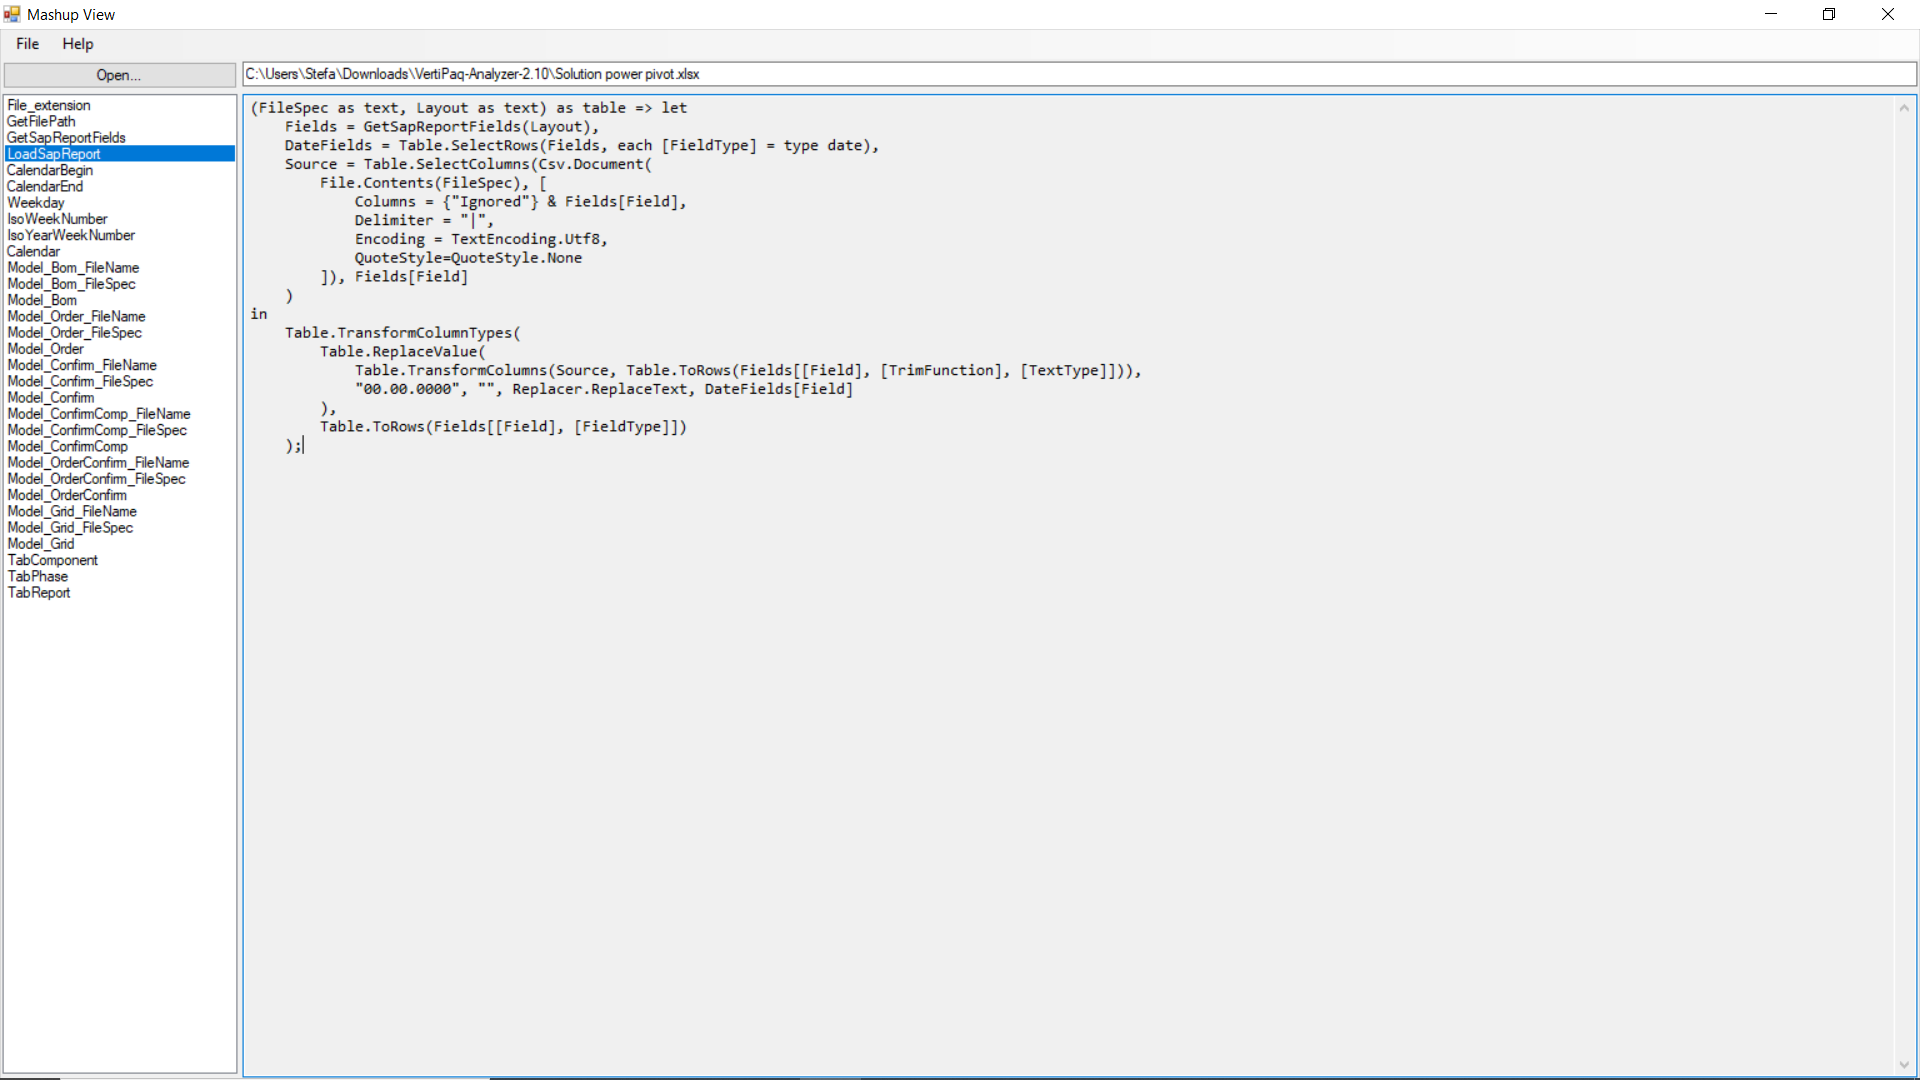 Mashup View
File Help
Open... C:\Users\Stefa\Downloads\VertiPaq-Analyzer-2.10\Solution power pivot.xlsx
File_extension
GetFilePath
GetSapReportFields
LoadSapReport
CalendarBegin
CalendarEnd
Weekday
IsoWeekNumber
IsoYearWeekNumber
Calendar
Model_Bom_FileName
Model_Bom_FileSpec
Model_Bom
Model_Order_FileName
Model_Order_FileSpec
Model_Order
Model_Confirm_FileName
Model_Confirm_FileSpec
Model_Confirm
Model_ConfirmComp_FileName
Model_ConfirmComp_FileSpec
Model_ConfirmComp
Model_OrderConfirm_FileName
Model_OrderConfirm_FileSpec
Model_OrderConfirm
Model_Grid_FileName
Model_Grid_FileSpec
Model_Grid
TabComponent
TabPhase
TabReport
(FileSpec as text, Layout as text) as table => let
    Fields = GetSapReportFields(Layout),
    DateFields = Table.SelectRows(Fields, each [FieldType] = type date),
    Source = Table.SelectColumns(Csv.Document(
        File.Contents(FileSpec), [
            Columns = {"Ignored"} & Fields[Field],
            Delimiter = "|",
            Encoding = TextEncoding.Utf8,
            QuoteStyle=QuoteStyle.None
        ]), Fields[Field]
    )
in
    Table.TransformColumnTypes(
        Table.ReplaceValue(
            Table.TransformColumns(Source, Table.ToRows(Fields[[Field], [TrimFunction], [TextType]])),
            "00.00.0000", "", Replacer.ReplaceText, DateFields[Field]
        ),
        Table.ToRows(Fields[[Field], [FieldType]])
    );